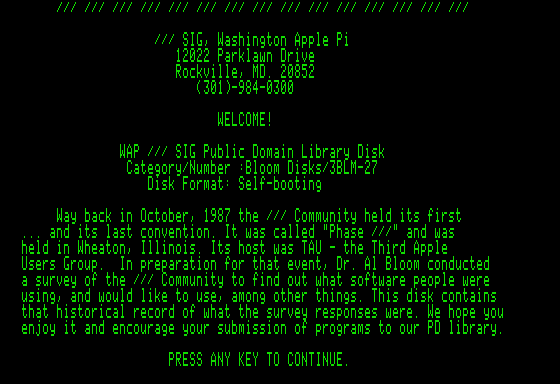 /// /// /// /// /// /// /// /// /// /// /// /// /// /// ///
/// SIG, Washington Apple Pi
12022 Parklawn Drive
Rockville, MD. 20852
(301)-984-0300
WELCOME!
WAP /// SIG Public Domain Library Disk
Category/Number :Bloom Disks/3BLM-27
Disk Format: Self-booting
Way back in October, 1987 the /// Community held its first
... and its last convention. It was called "Phase ///" and was
held in Wheaton, Illinois. Its host was TAU - the Third Apple
Users Group.  In preparation for that event, Dr. Al Bloom conducted
a survey of the /// Community to find out what software people were
using, and would like to use, among other things. This disk contains
that historical record of what the survey responses were. We hope you
enjoy it and encourage your submission of programs to our PD library.
PRESS ANY KEY TO CONTINUE.